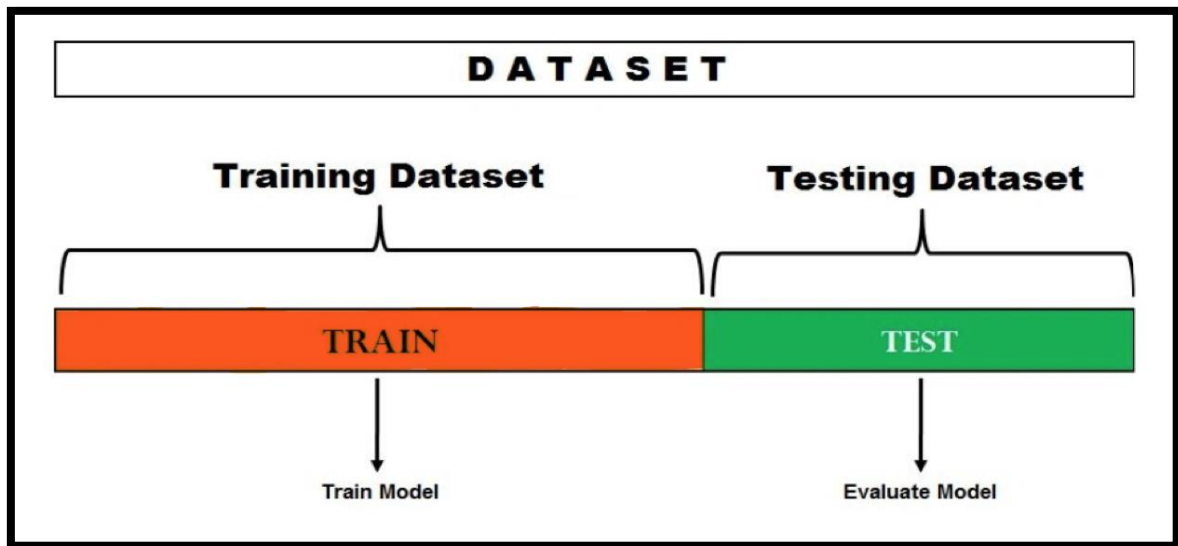 DATASET
Training Dataset
Testing Dataset
TRAIN
TEST
Train Model
Evaluate Model